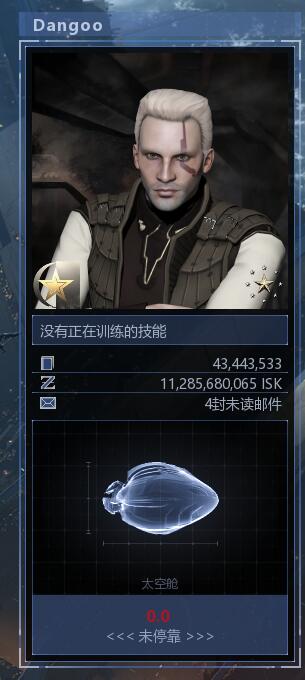 Dangoo
没有正在训练的技能
43,443,533
11,285,680,065 ISK
4封未读邮件
太空舱
0.0
<<< 未停靠 >>>